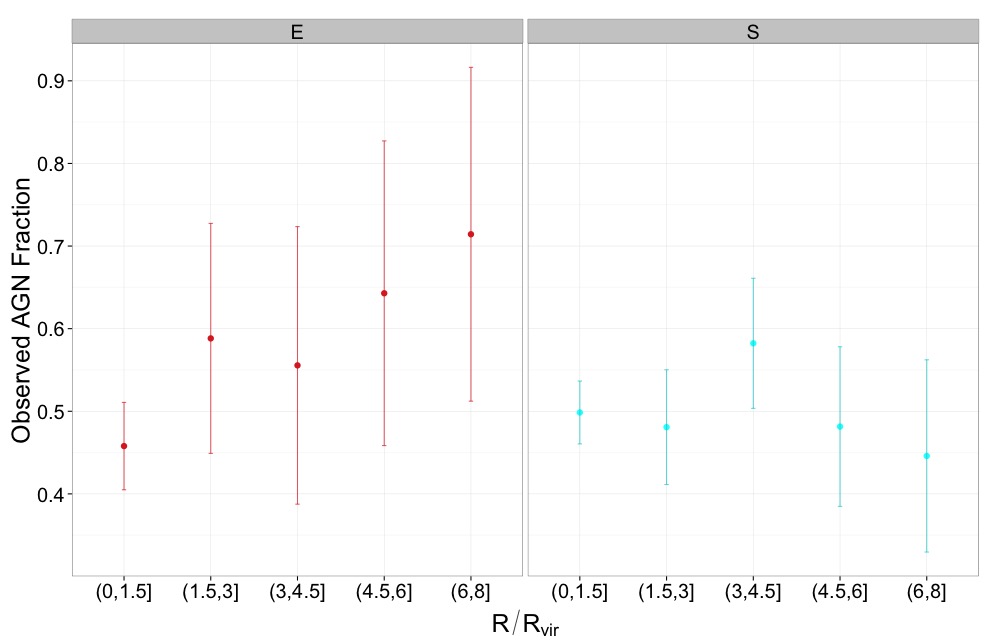 E S
Observed AGN Fraction
0.9
0.8
0.7
0.6
0.5
0.4
(0,1.5] (1.5,3] (3,4.5] (4.5,6] (6,8] (0,1.5] (1.5,3] (3,4.5] (4.5,6] (6,8]
R/Rvir